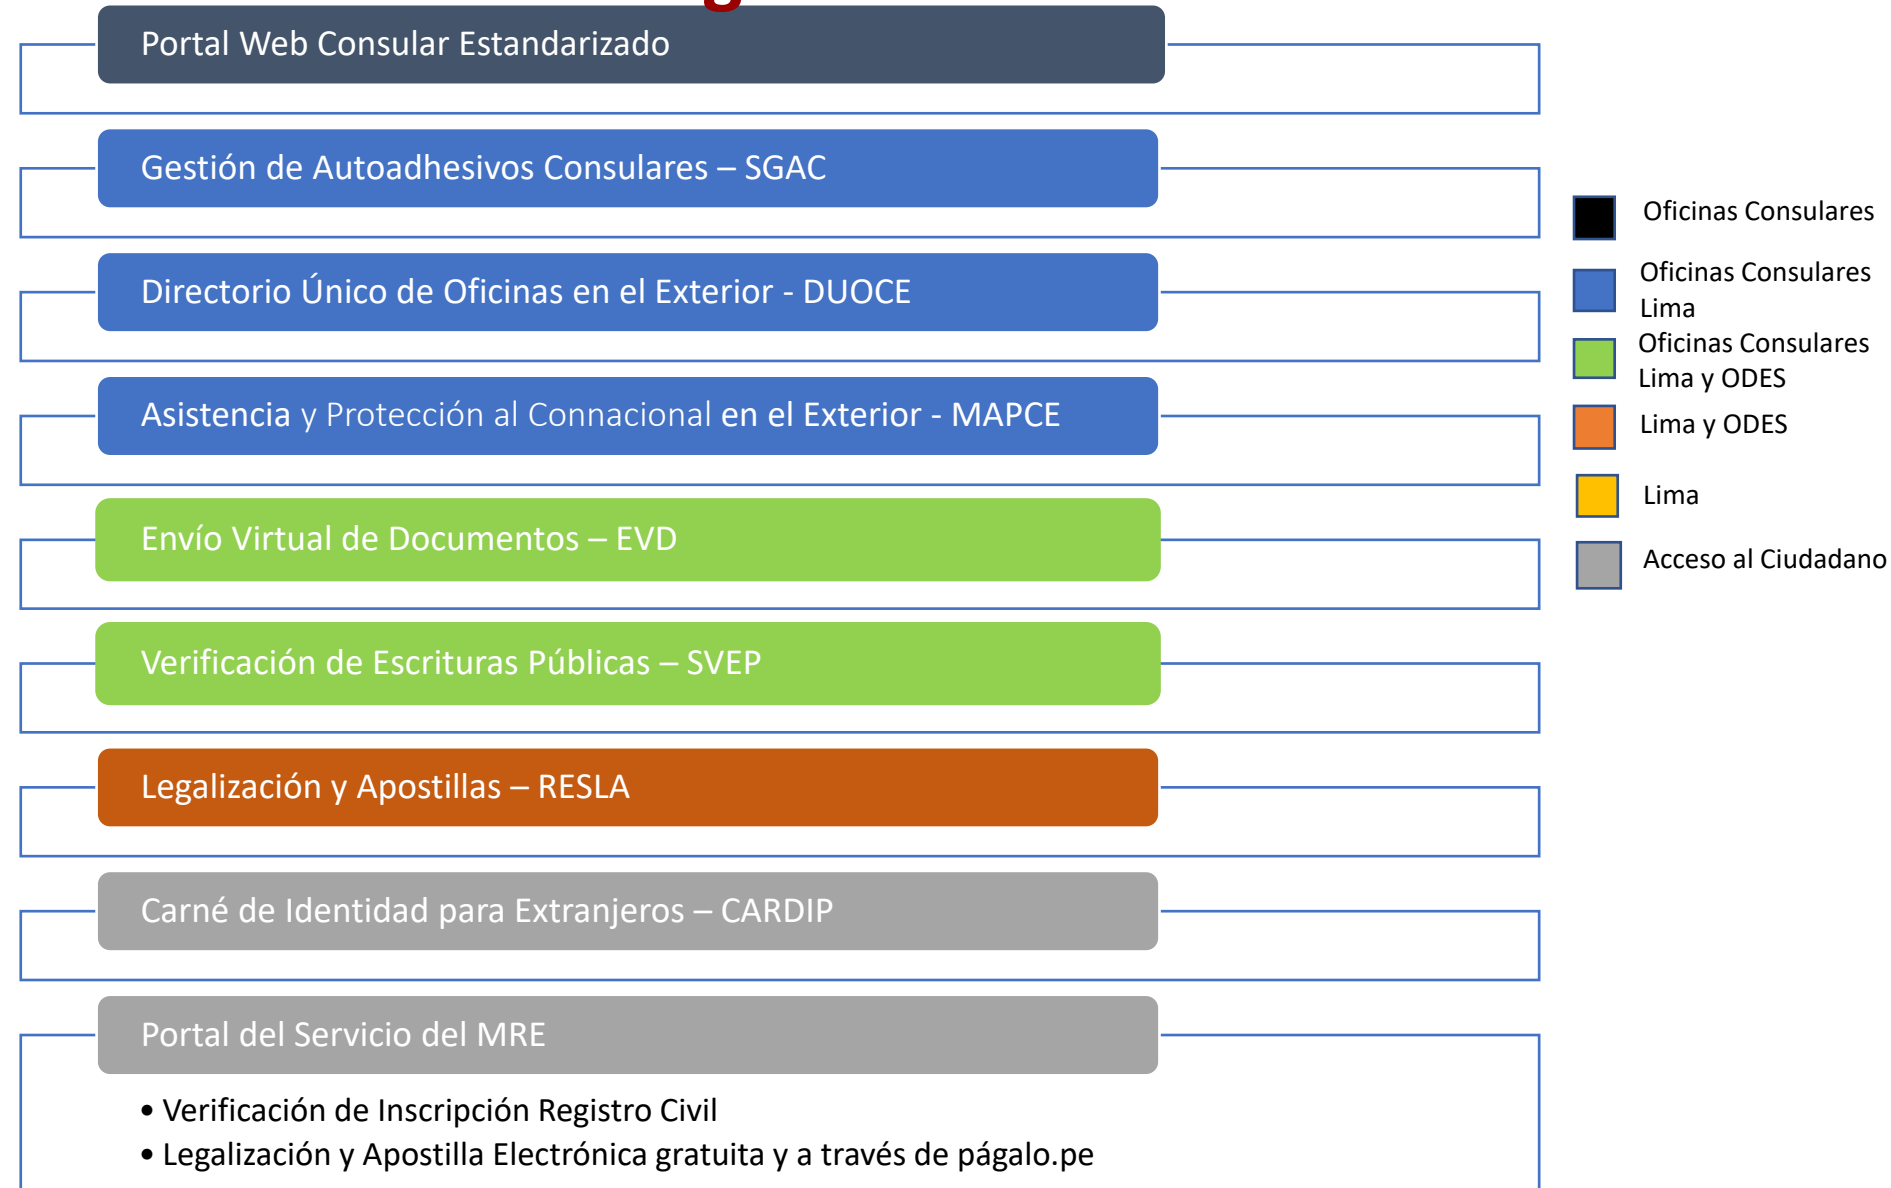 Portal Web Consular Estandarizado
Gestión de Autoadhesivos Consulares – SGAC
Directorio Único de Oficinas en el Exterior - DUOCE
Asistencia y Protección al Connacional en el Exterior - MAPCE
Envío Virtual de Documentos – EVD
Verificación de Escrituras Públicas – SVEP
Legalización y Apostillas – RESLA
Carné de Identidad para Extranjeros – CARDIP
Portal del Servicio del MRE
• Verificación de Inscripción Registro Civil
• Legalización y Apostilla Electrónica gratuita y a través de págalo.pe
Oficinas Consulares
Oficinas Consulares
Lima
Oficinas Consulares
Lima y ODES
Lima y ODES
Lima
Acceso al Ciudadano